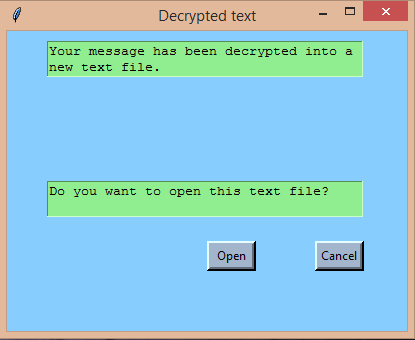 Decrypted text
Your message has been decrypted into a
new text file.
Do you want to open this text file?
Open
Cancel